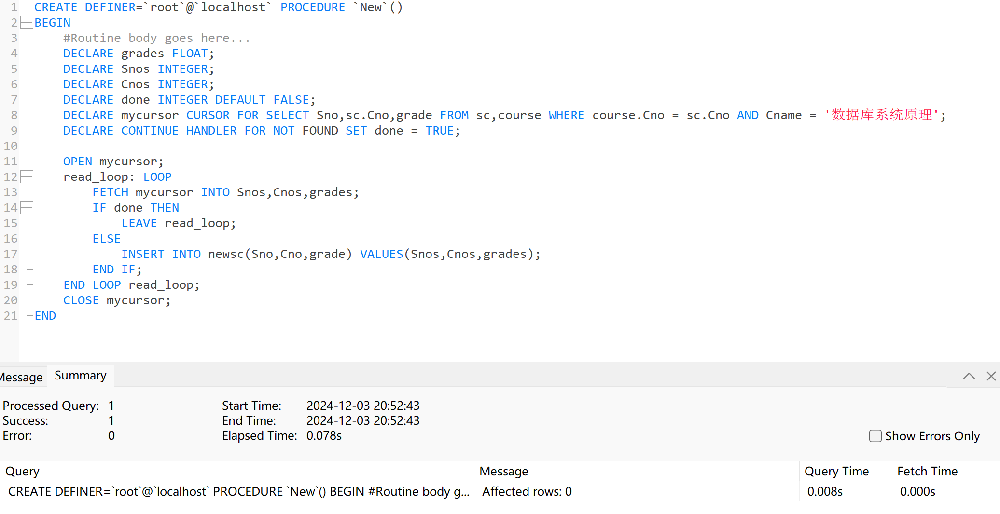 1 CREATE DEFINER=`root`@`localhost` PROCEDURE `New`()
2 BEGIN
3     #Routine body goes here...
4     DECLARE grades FLOAT;
5     DECLARE Snos INTEGER;
6     DECLARE Cnos INTEGER;
7     DECLARE done INTEGER DEFAULT FALSE;
8     DECLARE mycursor CURSOR FOR SELECT Sno,sc.Cno,grade FROM sc,course WHERE course.Cno = sc.Cno AND Cname = '数据库系统原理';
9     DECLARE CONTINUE HANDLER FOR NOT FOUND SET done = TRUE;
10
11     OPEN mycursor;
12     read_loop: LOOP
13         FETCH mycursor INTO Snos,Cnos,grades;
14         IF done THEN
15             LEAVE read_loop;
16         ELSE
17             INSERT INTO newsc(Sno,Cno,grade) VALUES(Snos,Cnos,grades);
18         END IF;
19     END LOOP read_loop;
20     CLOSE mycursor;
21 END
Message Summary
Processed Query: 1 Start Time: 2024-12-03 20:52:43
Success: 1 End Time: 2024-12-03 20:52:43
Error: 0 Elapsed Time: 0.078s Show Errors Only
Query Message Query Time Fetch Time
CREATE DEFINER=`root`@`localhost` PROCEDURE `New`() BEGIN #Routine body g... Affected rows: 0 0.008s 0.000s